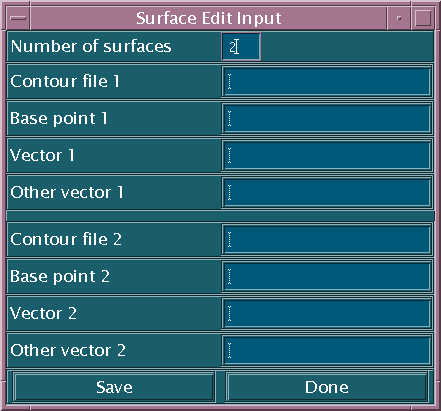 Surface Edit Input
Number of surfaces 2
Contour file 1
Base point 1
Vector 1
Other vector 1
Contour file 2
Base point 2
Vector 2
Other vector 2
Save Done